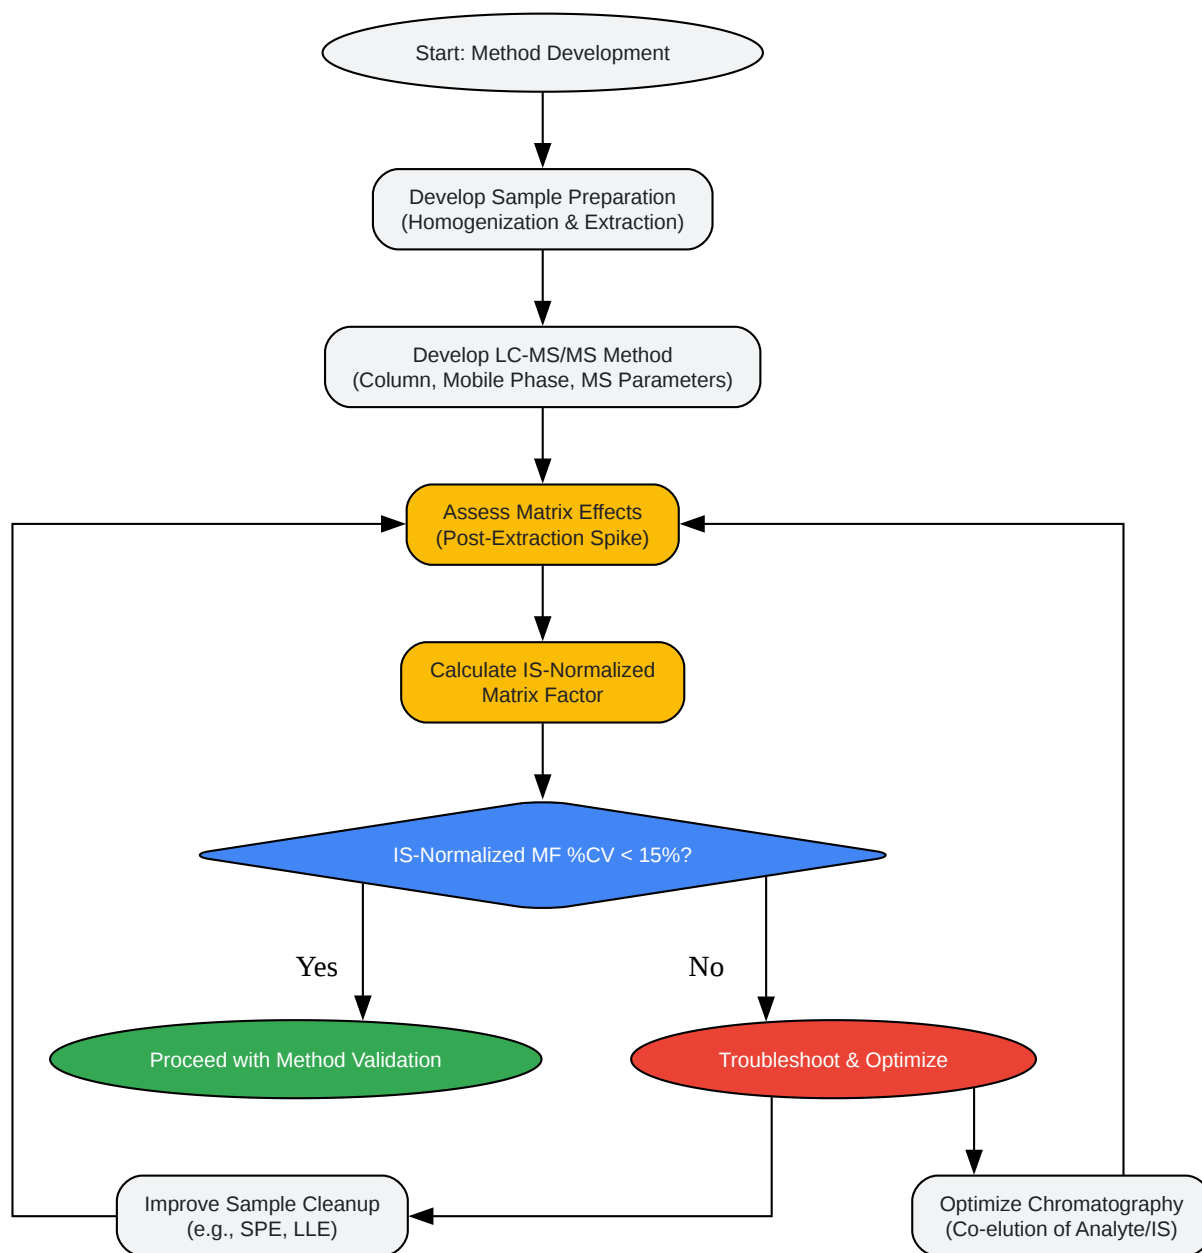 Start: Method Development
Develop Sample Preparation
(Homogenization & Extraction)
Develop LC-MS/MS Method
(Column, Mobile Phase, MS Parameters)
Assess Matrix Effects
(Post-Extraction Spike)
Calculate IS-Normalized
Matrix Factor
IS-Normalized MF %CV < 15%?
Yes
No
Proceed with Method Validation
Troubleshoot & Optimize
Improve Sample Cleanup
(e.g., SPE, LLE)
Optimize Chromatography
(Co-elution of Analyte/IS)